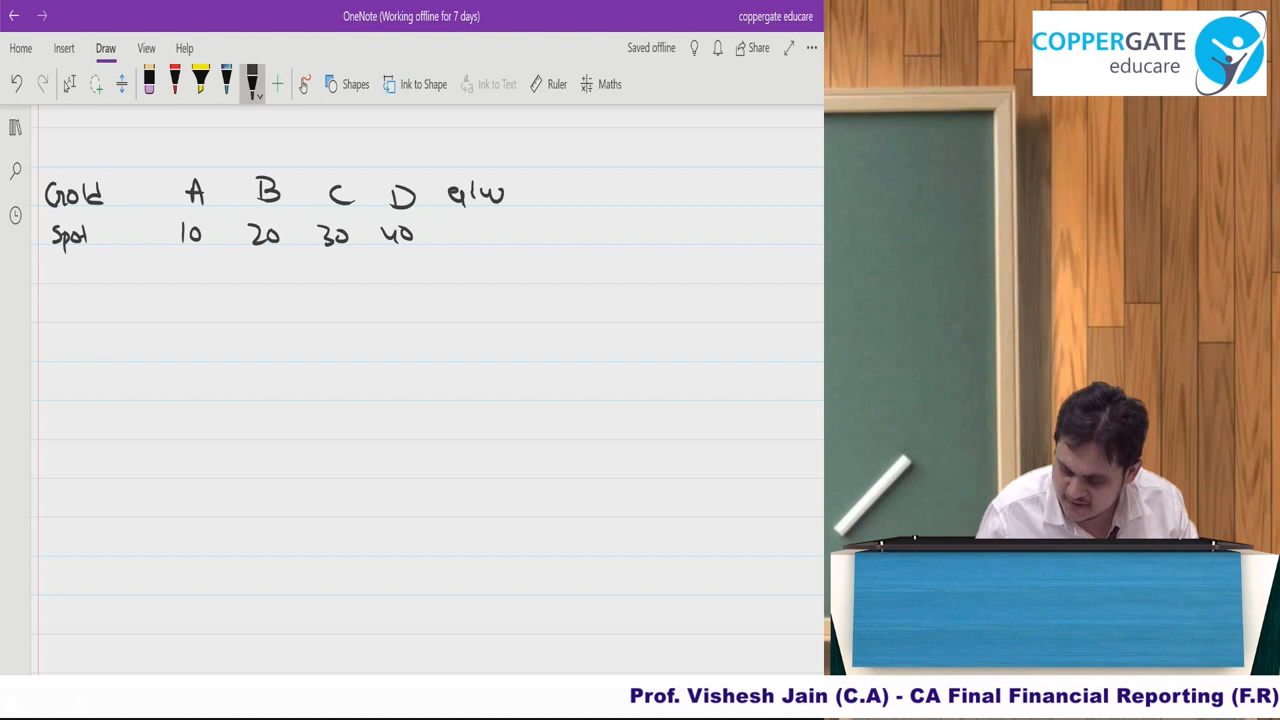 OneNote (Working offline for 7 days)
coppergate educare
Home Insert Draw View Help
Saved offline Share
Shapes Ink to Shape Ink to Text Ruler Maths
COPPERGATE
educare
Gold A B C D
Spot 10 20 30 40
Prof. Vishesh Jain (C.A) - CA Final Financial Reporting (F.R)